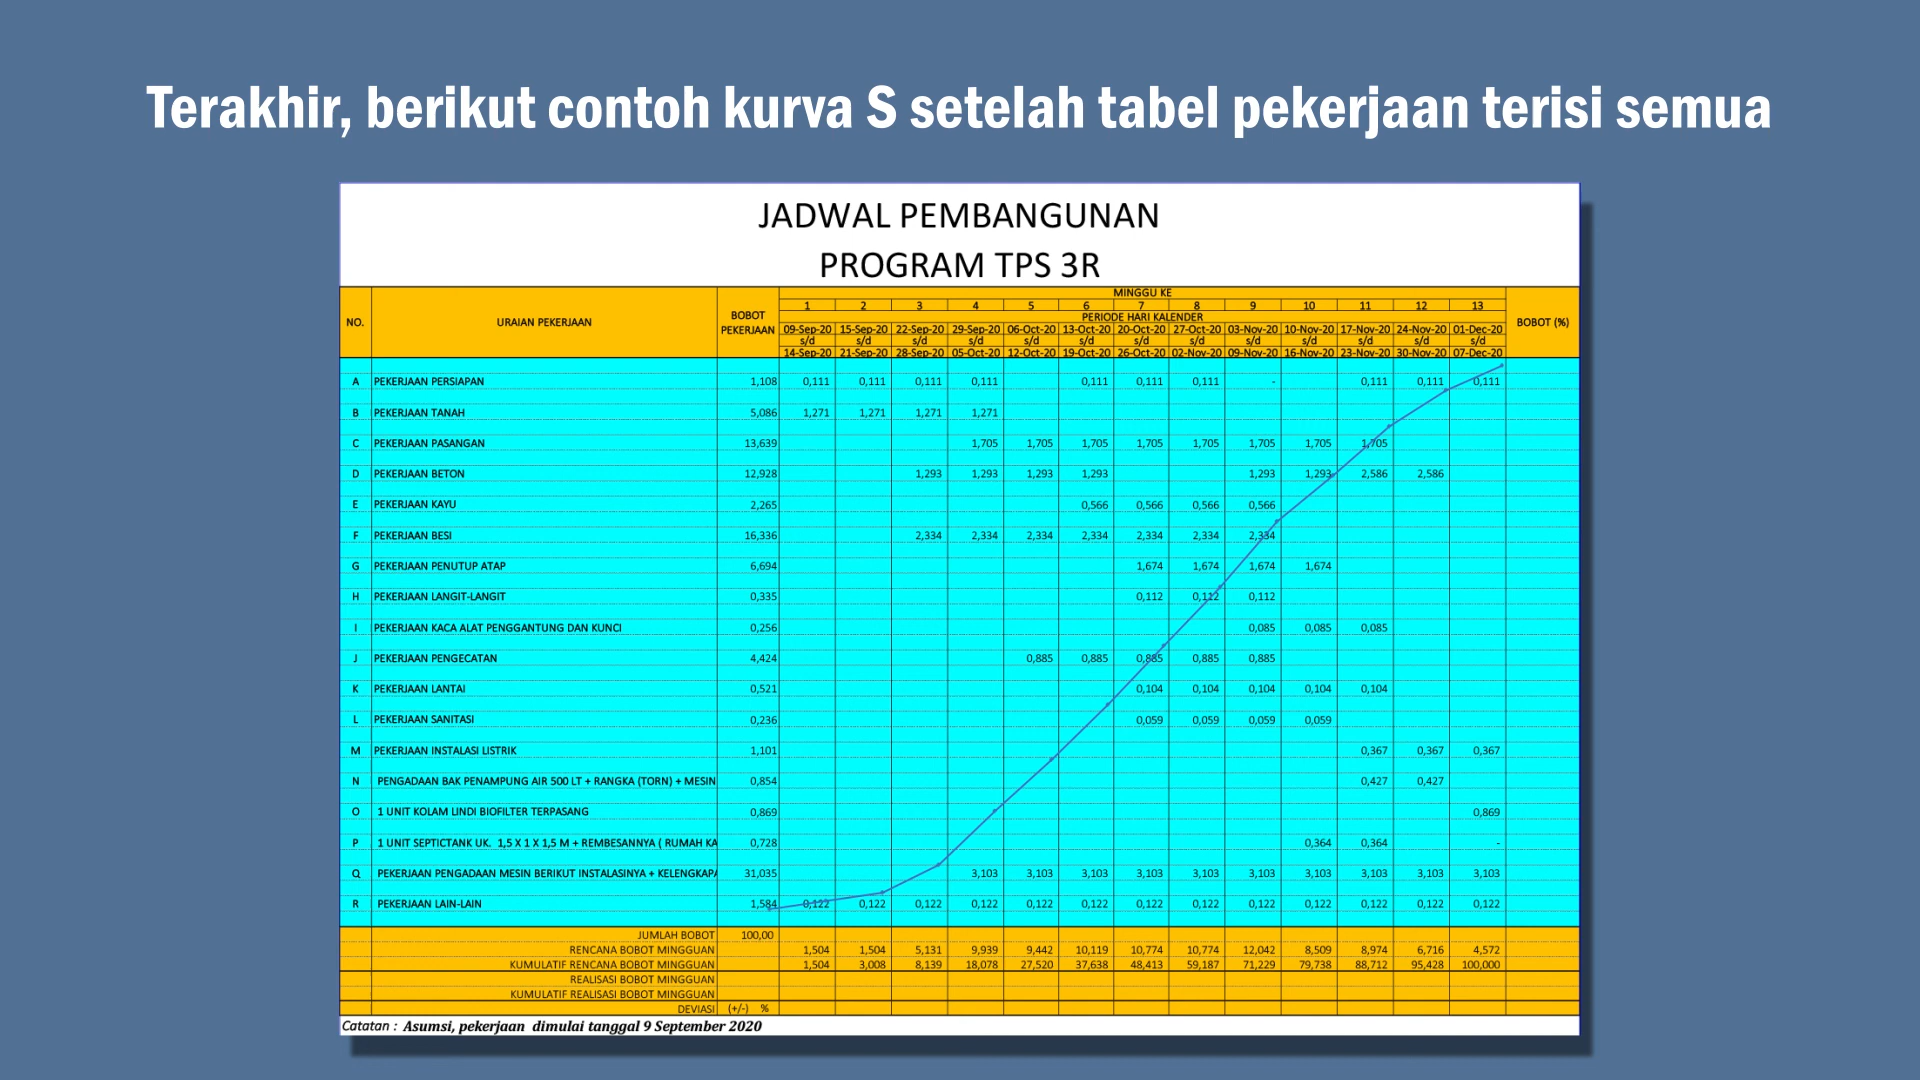 Terakhir, berikut contoh kurva S setelah tabel pekerjaan terisi semua
JADWAL PEMBANGUNAN
PROGRAM TPS 3R
NO. URAIAN PEKERJAAN BOBOT PEKERJAAN MINGGU KE BOBOT (%)
1 2 3 4 5 6 7 8 9 10 11 12 13
PERIODE HARI KALENDER
09-Sep-20 15-Sep-20 22-Sep-20 29-Sep-20 06-Oct-20 13-Oct-20 20-Oct-20 27-Oct-20 03-Nov-20 10-Nov-20 17-Nov-20 24-Nov-20 01-Dec-20
s/d s/d s/d s/d s/d s/d s/d s/d s/d s/d s/d s/d s/d
14-Sep-20 21-Sep-20 28-Sep-20 05-Oct-20 12-Oct-20 19-Oct-20 26-Oct-20 02-Nov-20 09-Nov-20 16-Nov-20 23-Nov-20 30-Nov-20 07-Dec-20
A PEKERJAAN PERSIAPAN 1,108 0,111 0,111 0,111 0,111 0,111 0,111 0,111 - 0,111 0,111 0,111
B PEKERJAAN TANAH 5,086 1,271 1,271 1,271 1,271
C PEKERJAAN PASANGAN 13,639 1,705 1,705 1,705 1,705 1,705 1,705 1,705 1,705
D PEKERJAAN BETON 12,928 1,293 1,293 1,293 1,293 1,293 1,293 2,586 2,586
E PEKERJAAN KAYU 2,265 0,566 0,566 0,566 0,566
F PEKERJAAN BESI 16,336 2,334 2,334 2,334 2,334 2,334 2,334 2,334
G PEKERJAAN PENUTUP ATAP 6,694 1,674 1,674 1,674 1,674
H PEKERJAAN LANGIT-LANGIT 0,335 0,112 0,112 0,112
I PEKERJAAN KACA ALAT PENGGANTUNG DAN KUNCI 0,256 0,085 0,085 0,085
J PEKERJAAN PENGECATAN 4,424 0,885 0,885 0,885 0,885 0,885
K PEKERJAAN LANTAI 0,521 0,104 0,104 0,104 0,104 0,104
L PEKERJAAN SANITASI 0,236 0,059 0,059 0,059 0,059
M PEKERJAAN INSTALASI LISTRIK 1,101 0,367 0,367 0,367
N PENGADAAN BAK PENAMPUNG AIR 500 LT + RANGKA (TORN) + MESIN 0,854 0,427 0,427
O 1 UNIT KOLAM LINDI BIOFILTER TERPASANG 0,869 0,869
P 1 UNIT SEPTICTANK UK. 1,5 X 1 X 1,5 M + REMBESANNYA ( RUMAH KA 0,728 0,364 0,364 -
Q PEKERJAAN PENGADAAN MESIN BERIKUT INSTALASINYA + KELENGKAPA 31,035 3,103 3,103 3,103 3,103 3,103 3,103 3,103 3,103 3,103 3,103
R PEKERJAAN LAIN-LAIN 1,584 0,122 0,122 0,122 0,122 0,122 0,122 0,122 0,122 0,122 0,122 0,122 0,122 0,122
JUMLAH BOBOT 100,00
RENCANA BOBOT MINGGUAN 1,504 1,504 5,131 9,939 9,442 10,119 10,774 10,774 12,042 8,509 8,974 6,716 4,572
KUMULATIF RENCANA BOBOT MINGGUAN 1,504 3,008 8,139 18,078 27,520 37,638 48,413 59,187 71,229 79,738 88,712 95,428 100,000
REALISASI BOBOT MINGGUAN
KUMULATIF REALISASI BOBOT MINGGUAN
DEVIASI (+/-) %
Catatan : Asumsi, pekerjaan dimulai tanggal 9 September 2020